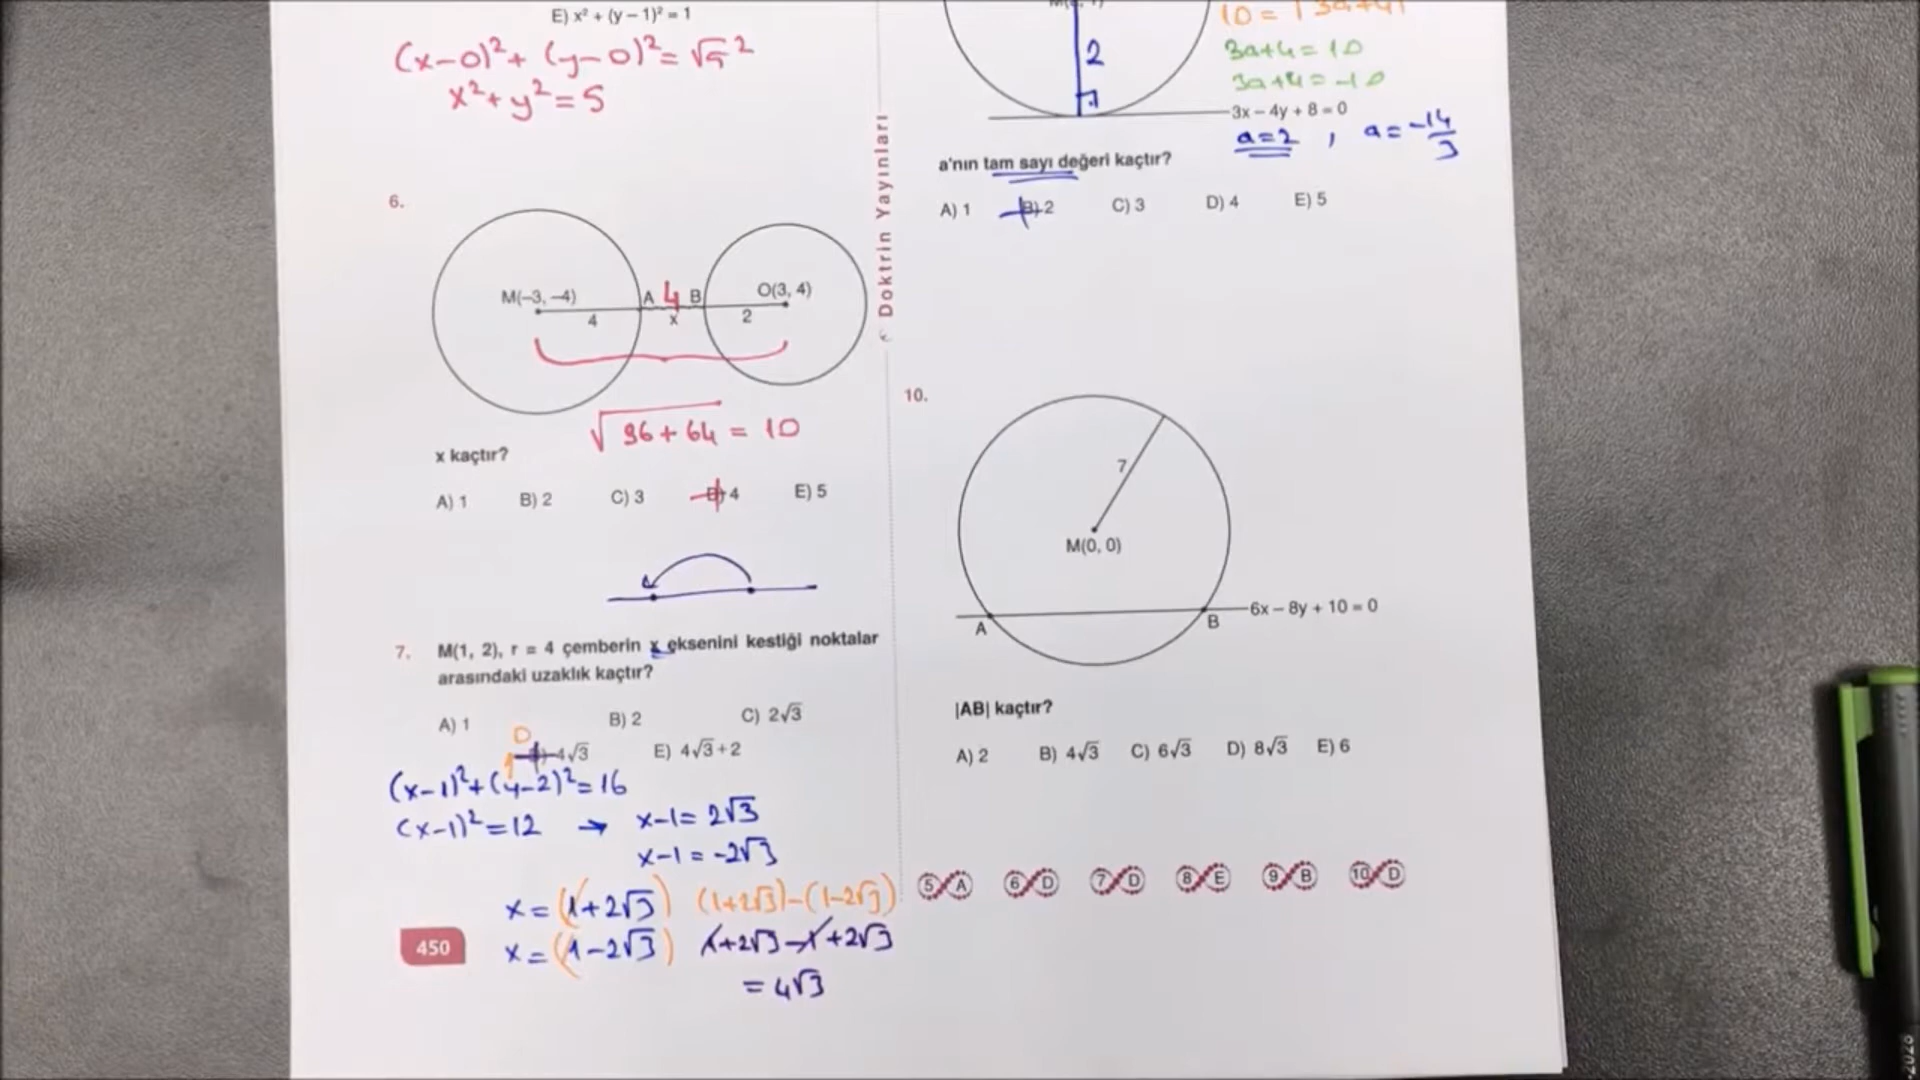 E) x² + (y – 1)² = 1
(x-0)² + (y-0)² = √5²
x² + y² = 5
6.
M(–3, –4)
A
4
B
O(3, 4)
4
x
2
√36 + 64 = 10
x kaçtır?
A) 1 B) 2 C) 3 D) 4 E) 5
7. M(1, 2), r = 4 çemberin x eksenini kestiği noktalar
arasındaki uzaklık kaçtır?
A) 1 B) 2 C) 2√3
0
4√3 E) 4√3+2
(x-1)² + (y-2)² = 16
(x-1)² = 12 → x-1 = 2√3
x-1 = -2√3
x = (1+2√3) (1+2√3)-(1-2√3)
x = (1-2√3) 1+2√3-1+2√3
= 4√3
450
Doktrin Yayınları
10 = |3a+4|
3a+4 = 10
3a+4 = -10
2
3x – 4y + 8 = 0
a=2 , a = -14/3
a'nın tam sayı değeri kaçtır?
A) 1 B) 2 C) 3 D) 4 E) 5
10.
7
M(0, 0)
A
B
6x – 8y + 10 = 0
|AB| kaçtır?
A) 2 B) 4√3 C) 6√3 D) 8√3 E) 6
5 A 6 D 7 D 8 E 9 B 10 D